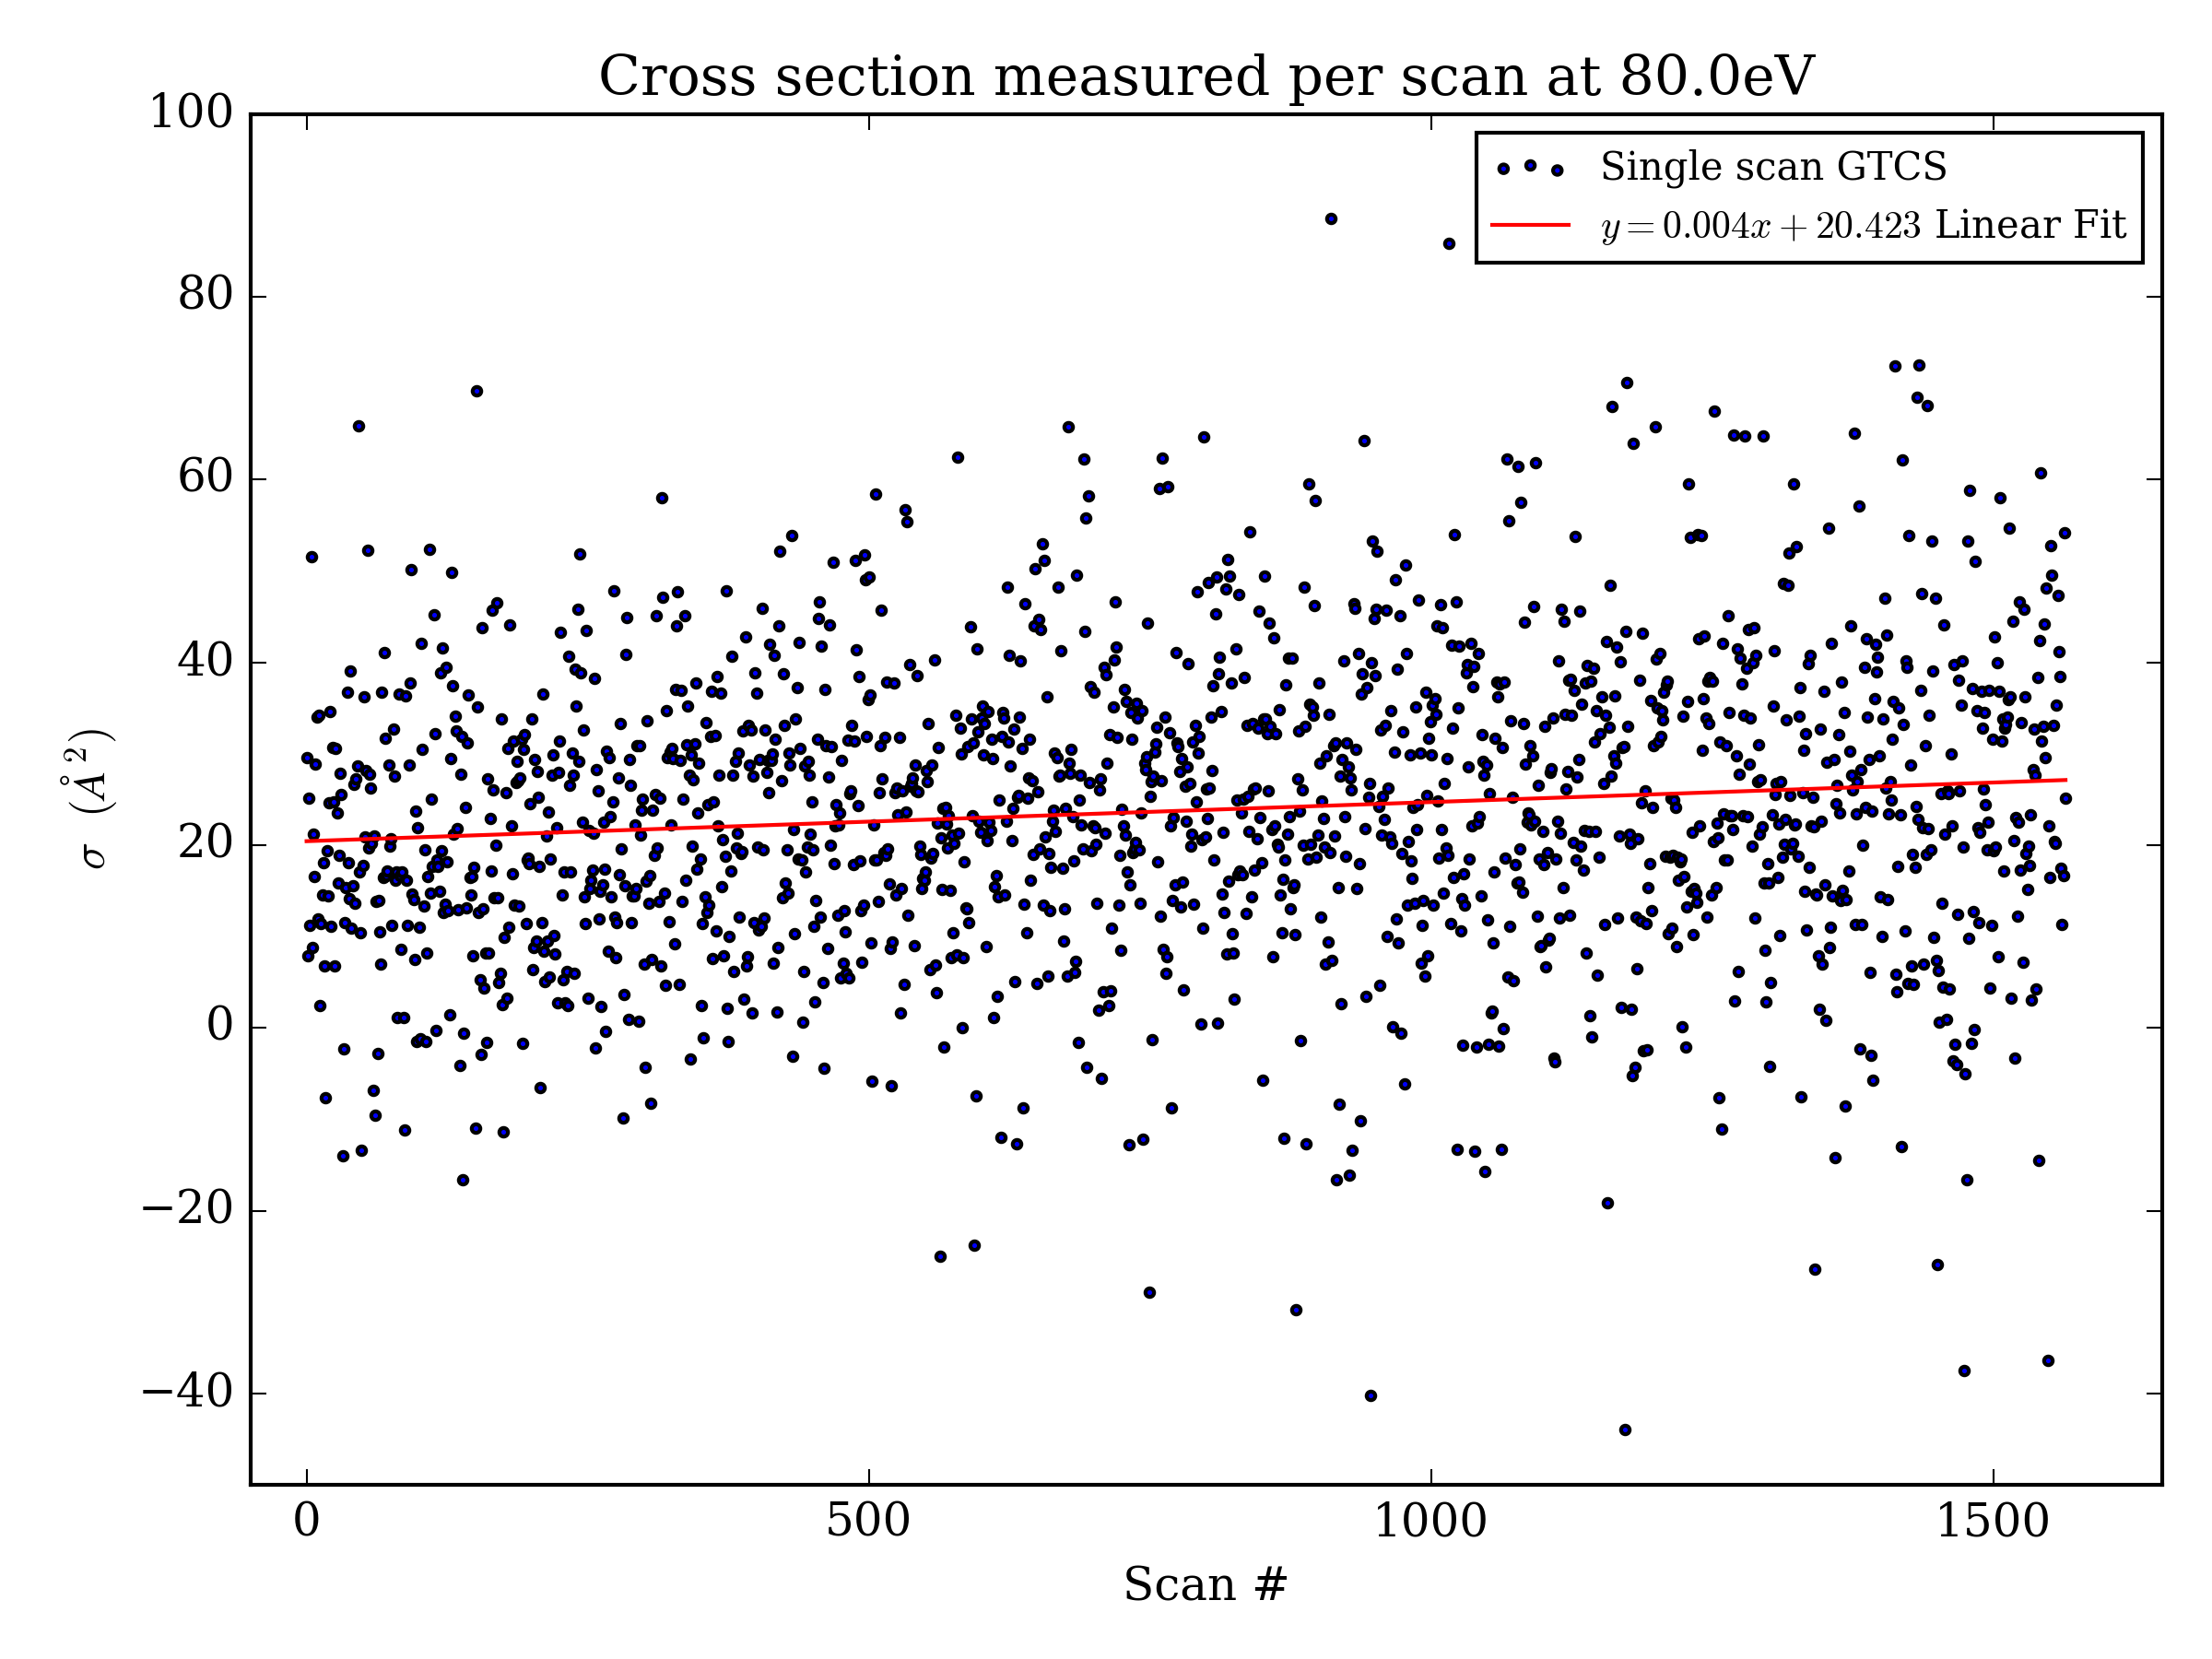 Cross section measured per scan at 80.0eV
100
80
60
40
20
0
−20
−40
σ (Å²)
Single scan GTCS
y = 0.004x + 20.423 Linear Fit
0 500 1000 1500
Scan #